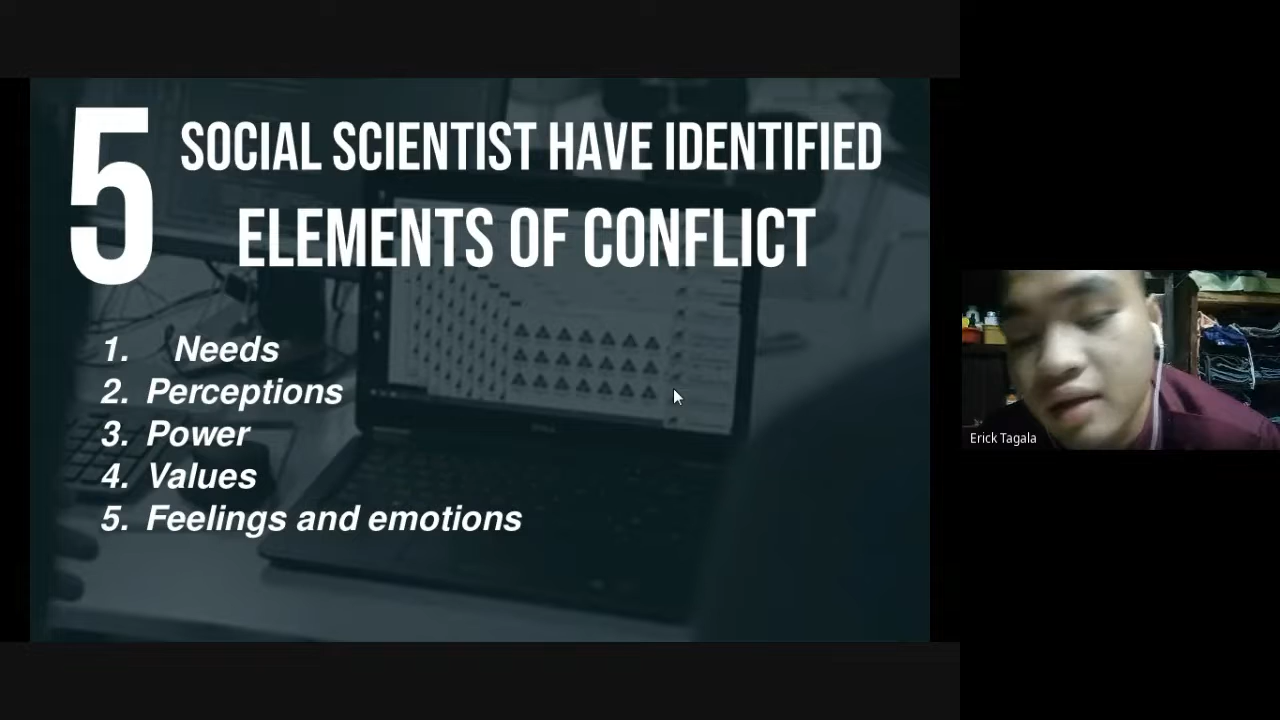 5
SOCIAL SCIENTIST HAVE IDENTIFIED
ELEMENTS OF CONFLICT
1. Needs
2. Perceptions
3. Power
4. Values
5. Feelings and emotions
Erick Tagala